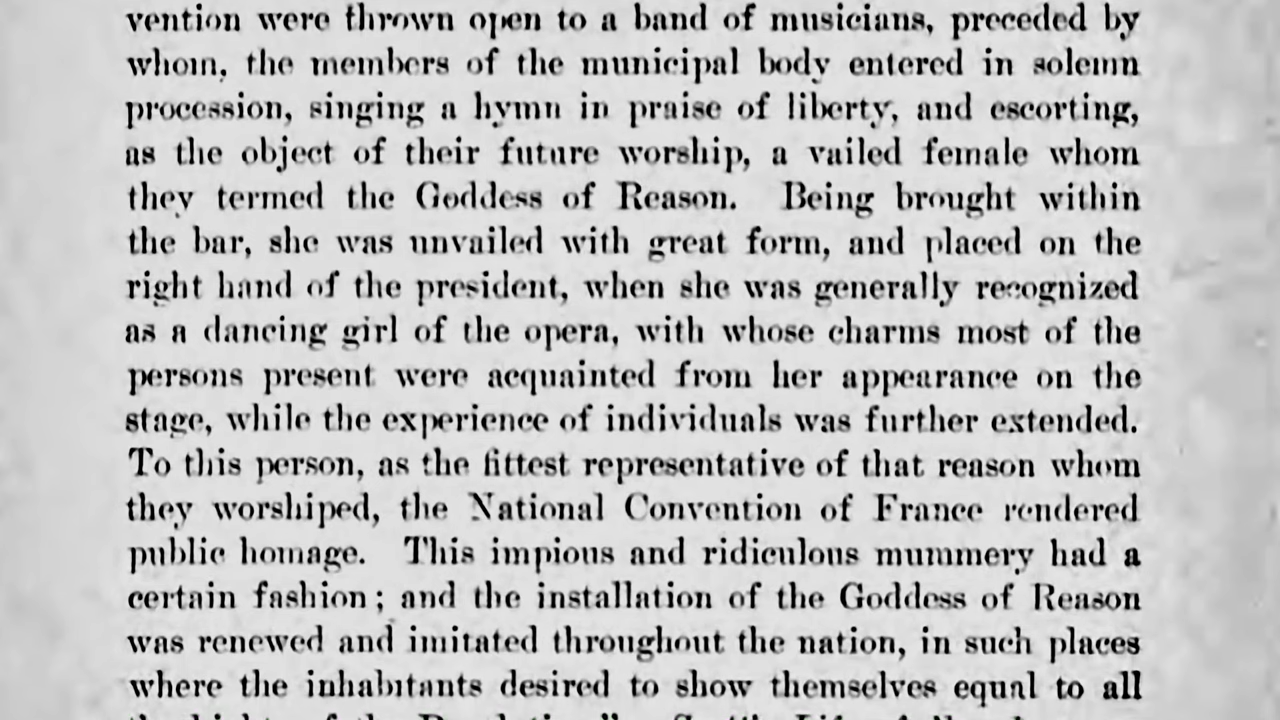 vention were thrown open to a band of musicians, preceded by
whom, the members of the municipal body entered in solemn
procession, singing a hymn in praise of liberty, and escorting,
as the object of their future worship, a vailed female whom
they termed the Goddess of Reason. Being brought within
the bar, she was unvailed with great form, and placed on the
right hand of the president, when she was generally recognized
as a dancing girl of the opera, with whose charms most of the
persons present were acquainted from her appearance on the
stage, while the experience of individuals was further extended.
To this person, as the fittest representative of that reason whom
they worshiped, the National Convention of France rendered
public homage. This impious and ridiculous mummery had a
certain fashion; and the installation of the Goddess of Reason
was renewed and imitated throughout the nation, in such places
where the inhabitants desired to show themselves equal to all